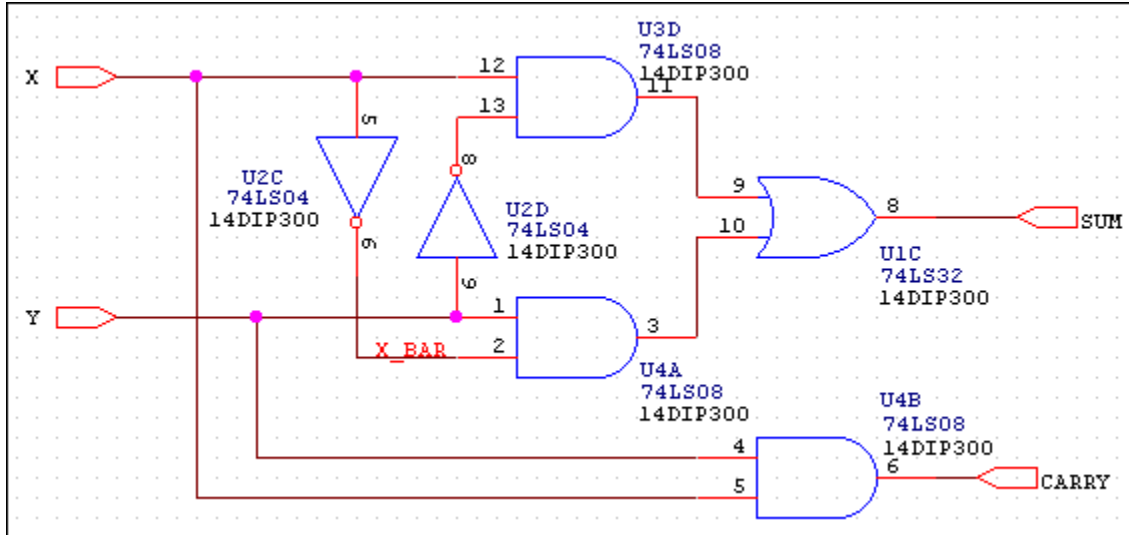 U3D
74LS08
14DIP300
X
12
11
13
5
8
U2C
74LS04
14DIP300
U2D
74LS04
14DIP300
6
9
9
10
8
SUM
U1C
74LS32
14DIP300
Y
1
3
X_BAR
2
U4A
74LS08
14DIP300
U4B
74LS08
14DIP300
4
6
5
CARRY